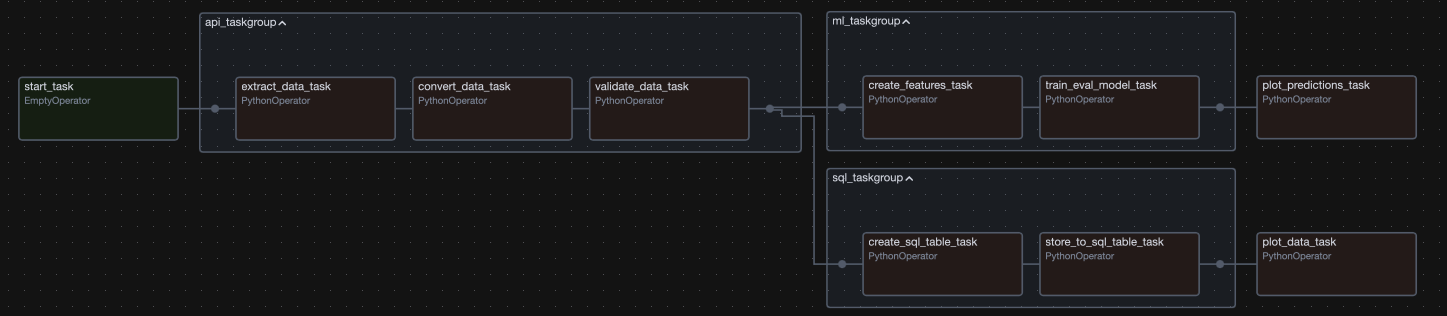 api_taskgroup
ml_taskgroup
start_task
EmptyOperator
extract_data_task
PythonOperator
convert_data_task
PythonOperator
validate_data_task
PythonOperator
create_features_task
PythonOperator
train_eval_model_task
PythonOperator
plot_predictions_task
PythonOperator
sql_taskgroup
create_sql_table_task
PythonOperator
store_to_sql_table_task
PythonOperator
plot_data_task
PythonOperator